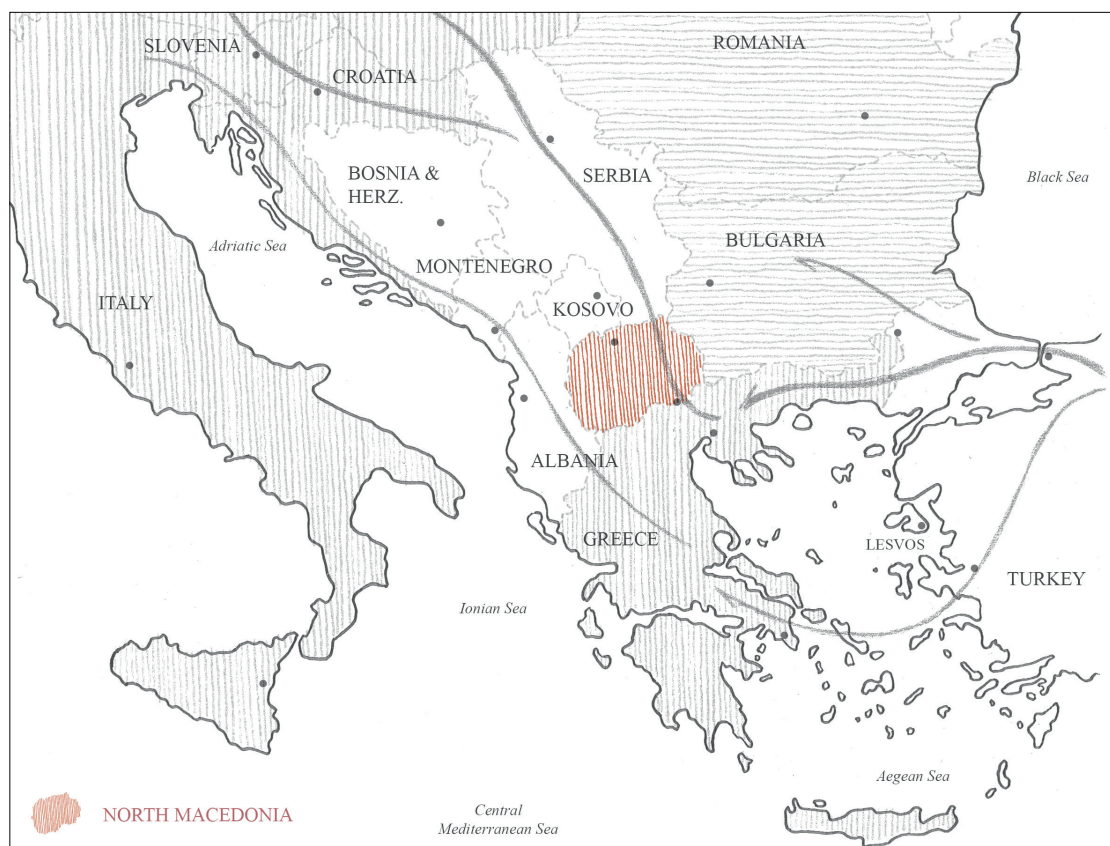 SLOVENIA
ROMANIA
CROATIA
BOSNIA &
HERZ.
SERBIA
Black Sea
Adriatic Sea
BULGARIA
MONTENEGRO
ITALY
KOSOVO
ALBANIA
GREECE
LESVOS
TURKEY
Ionian Sea
Aegean Sea
NORTH MACEDONIA
Central
Mediterranean Sea